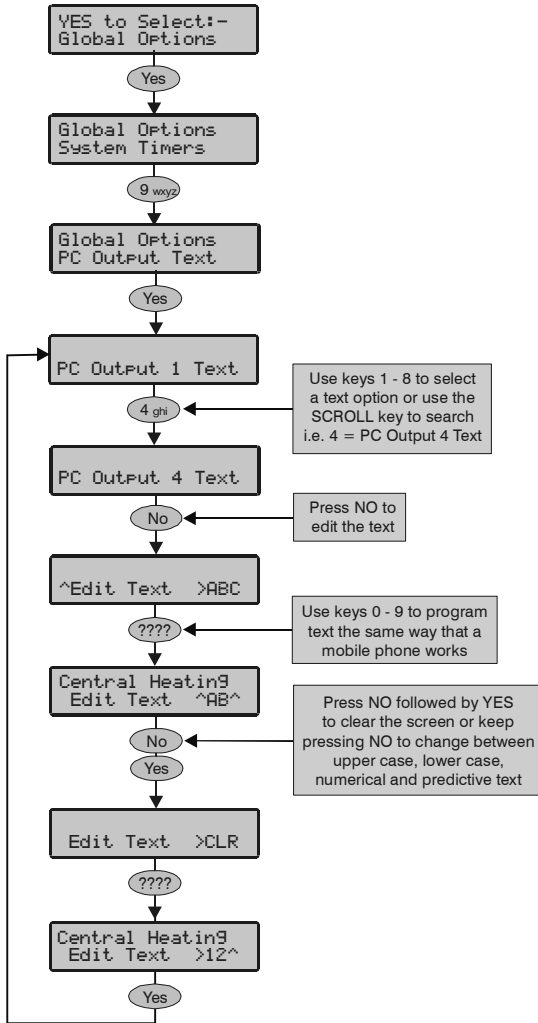 YES to Select:-
Global Options
Yes
Global Options
System Timers
9 wxyz
Global Options
PC Output Text
Yes
PC Output 1 Text
4 ghi
Use keys 1 - 8 to select
a text option or use the
SCROLL key to search
i.e. 4 = PC Output 4 Text
PC Output 4 Text
No
Press NO to
edit the text
^Edit Text >ABC
????
Use keys 0 - 9 to program
text the same way that a
mobile phone works
Central Heating
Edit Text ^AB^
No
Yes
Press NO followed by YES
to clear the screen or keep
pressing NO to change between
upper case, lower case,
numerical and predictive text
Edit Text >CLR
????
Central Heating
Edit Text >12^
Yes